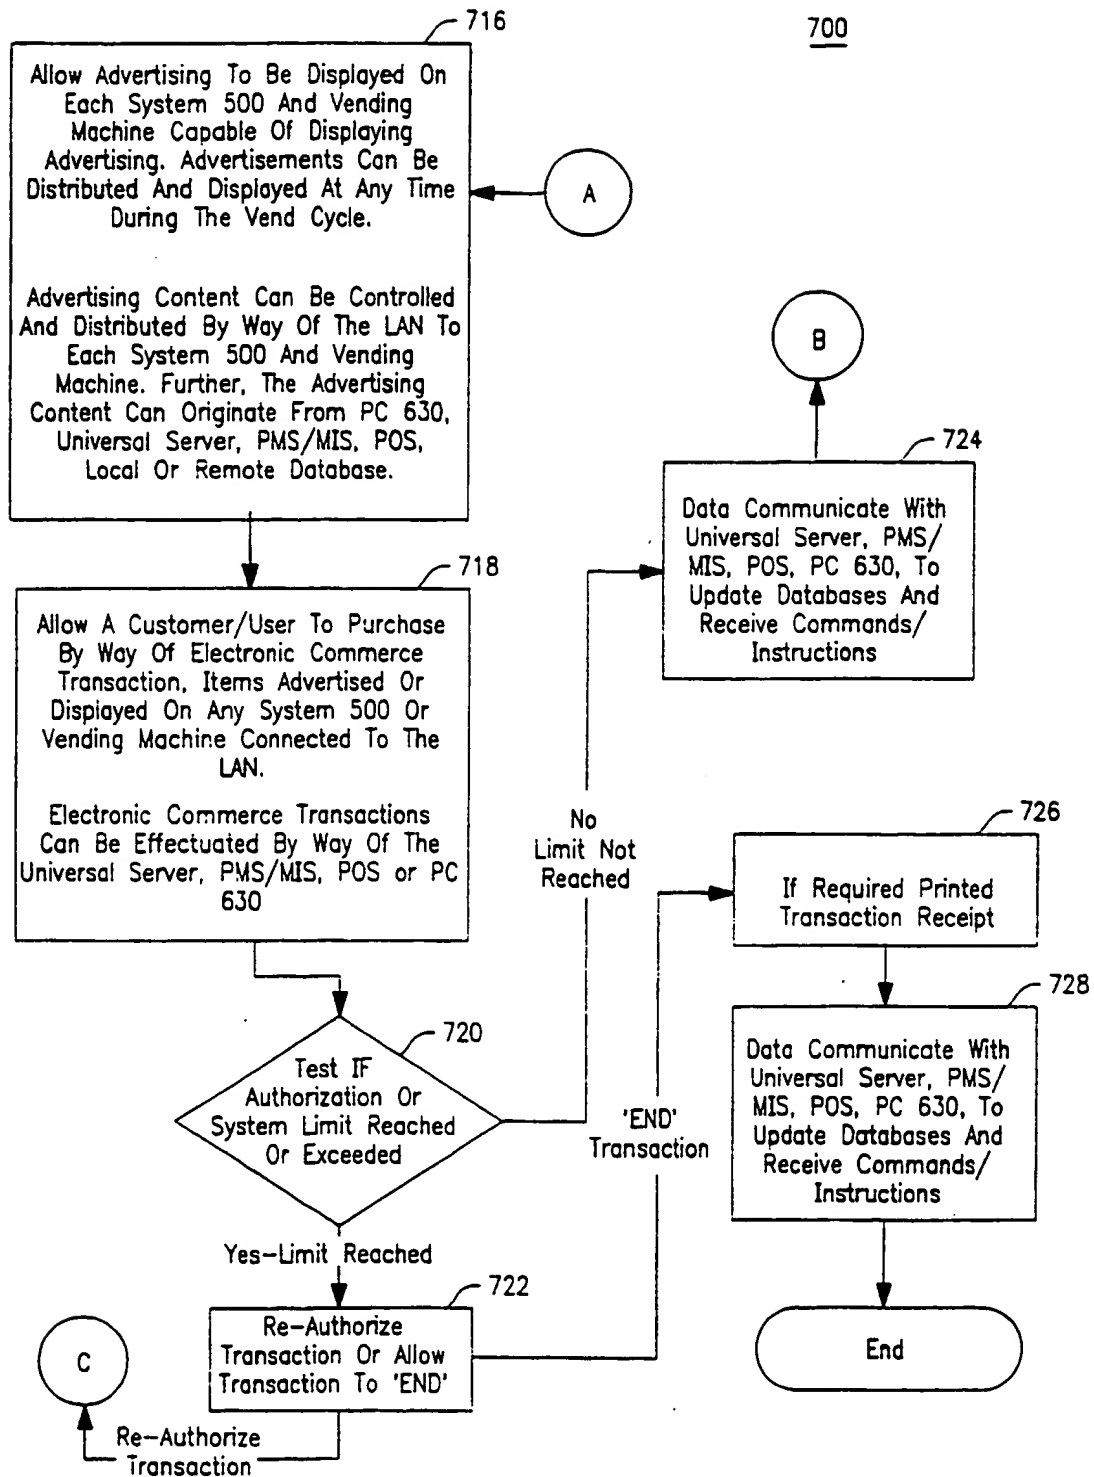 716
700
Allow Advertising To Be Displayed On
Each System 500 And Vending
Machine Capable Of Displaying
Advertising. Advertisements Can Be
Distributed And Displayed At Any Time
During The Vend Cycle.
A
Advertising Content Can Be Controlled
And Distributed By Way Of The LAN To
Each System 500 And Vending
Machine. Further, The Advertising
Content Can Originate From PC 630,
Universal Server, PMS/MIS, POS,
Local Or Remote Database.
B
724
Data Communicate With
Universal Server, PMS/
MIS, POS, PC 630, To
Update Databases And
Receive Commands/
Instructions
718
Allow A Customer/User To Purchase
By Way Of Electronic Commerce
Transaction, Items Advertised Or
Displayed On Any System 500 Or
Vending Machine Connected To The
LAN.
Electronic Commerce Transactions
Can Be Effectuated By Way Of The
Universal Server, PMS/MIS, POS or PC
630
No
Limit Not
Reached
726
If Required Printed
Transaction Receipt
720
Test IF
Authorization Or
System Limit Reached
Or Exceeded
'END'
Transaction
728
Data Communicate With
Universal Server, PMS/
MIS, POS, PC 630, To
Update Databases And
Receive Commands/
Instructions
Yes-Limit Reached
722
Re-Authorize
Transaction Or Allow
Transaction To 'END'
C
Re-Authorize
Transaction
End